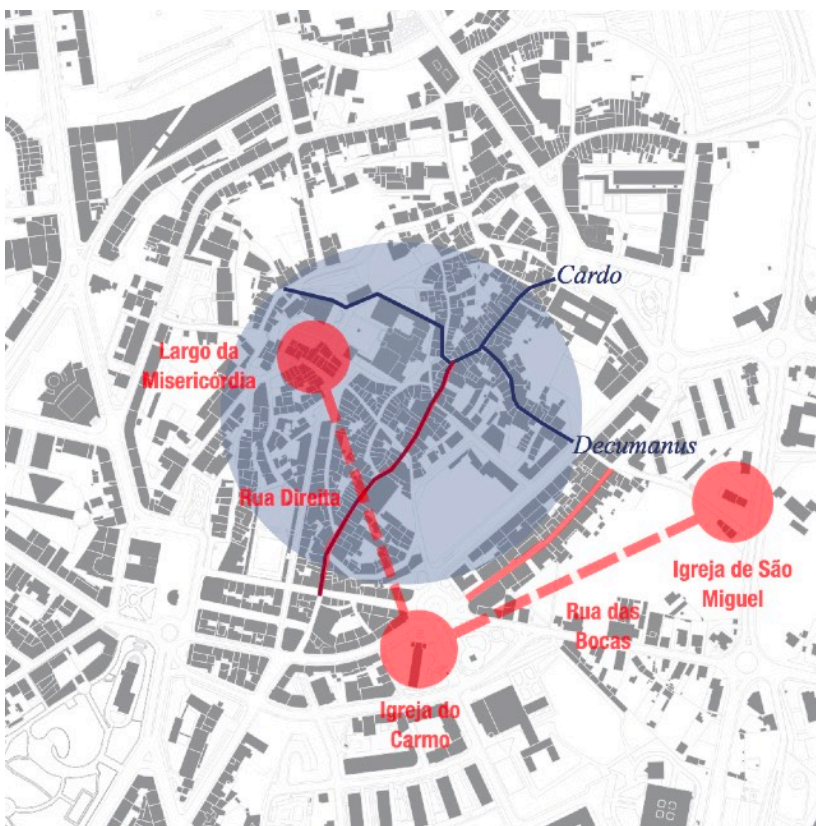 Cardo
Largo da
Misericórdia
Decumanus
Rua Direita
Igreja de São
Miguel
Rua das
Bocas
Igreja do
Carmo